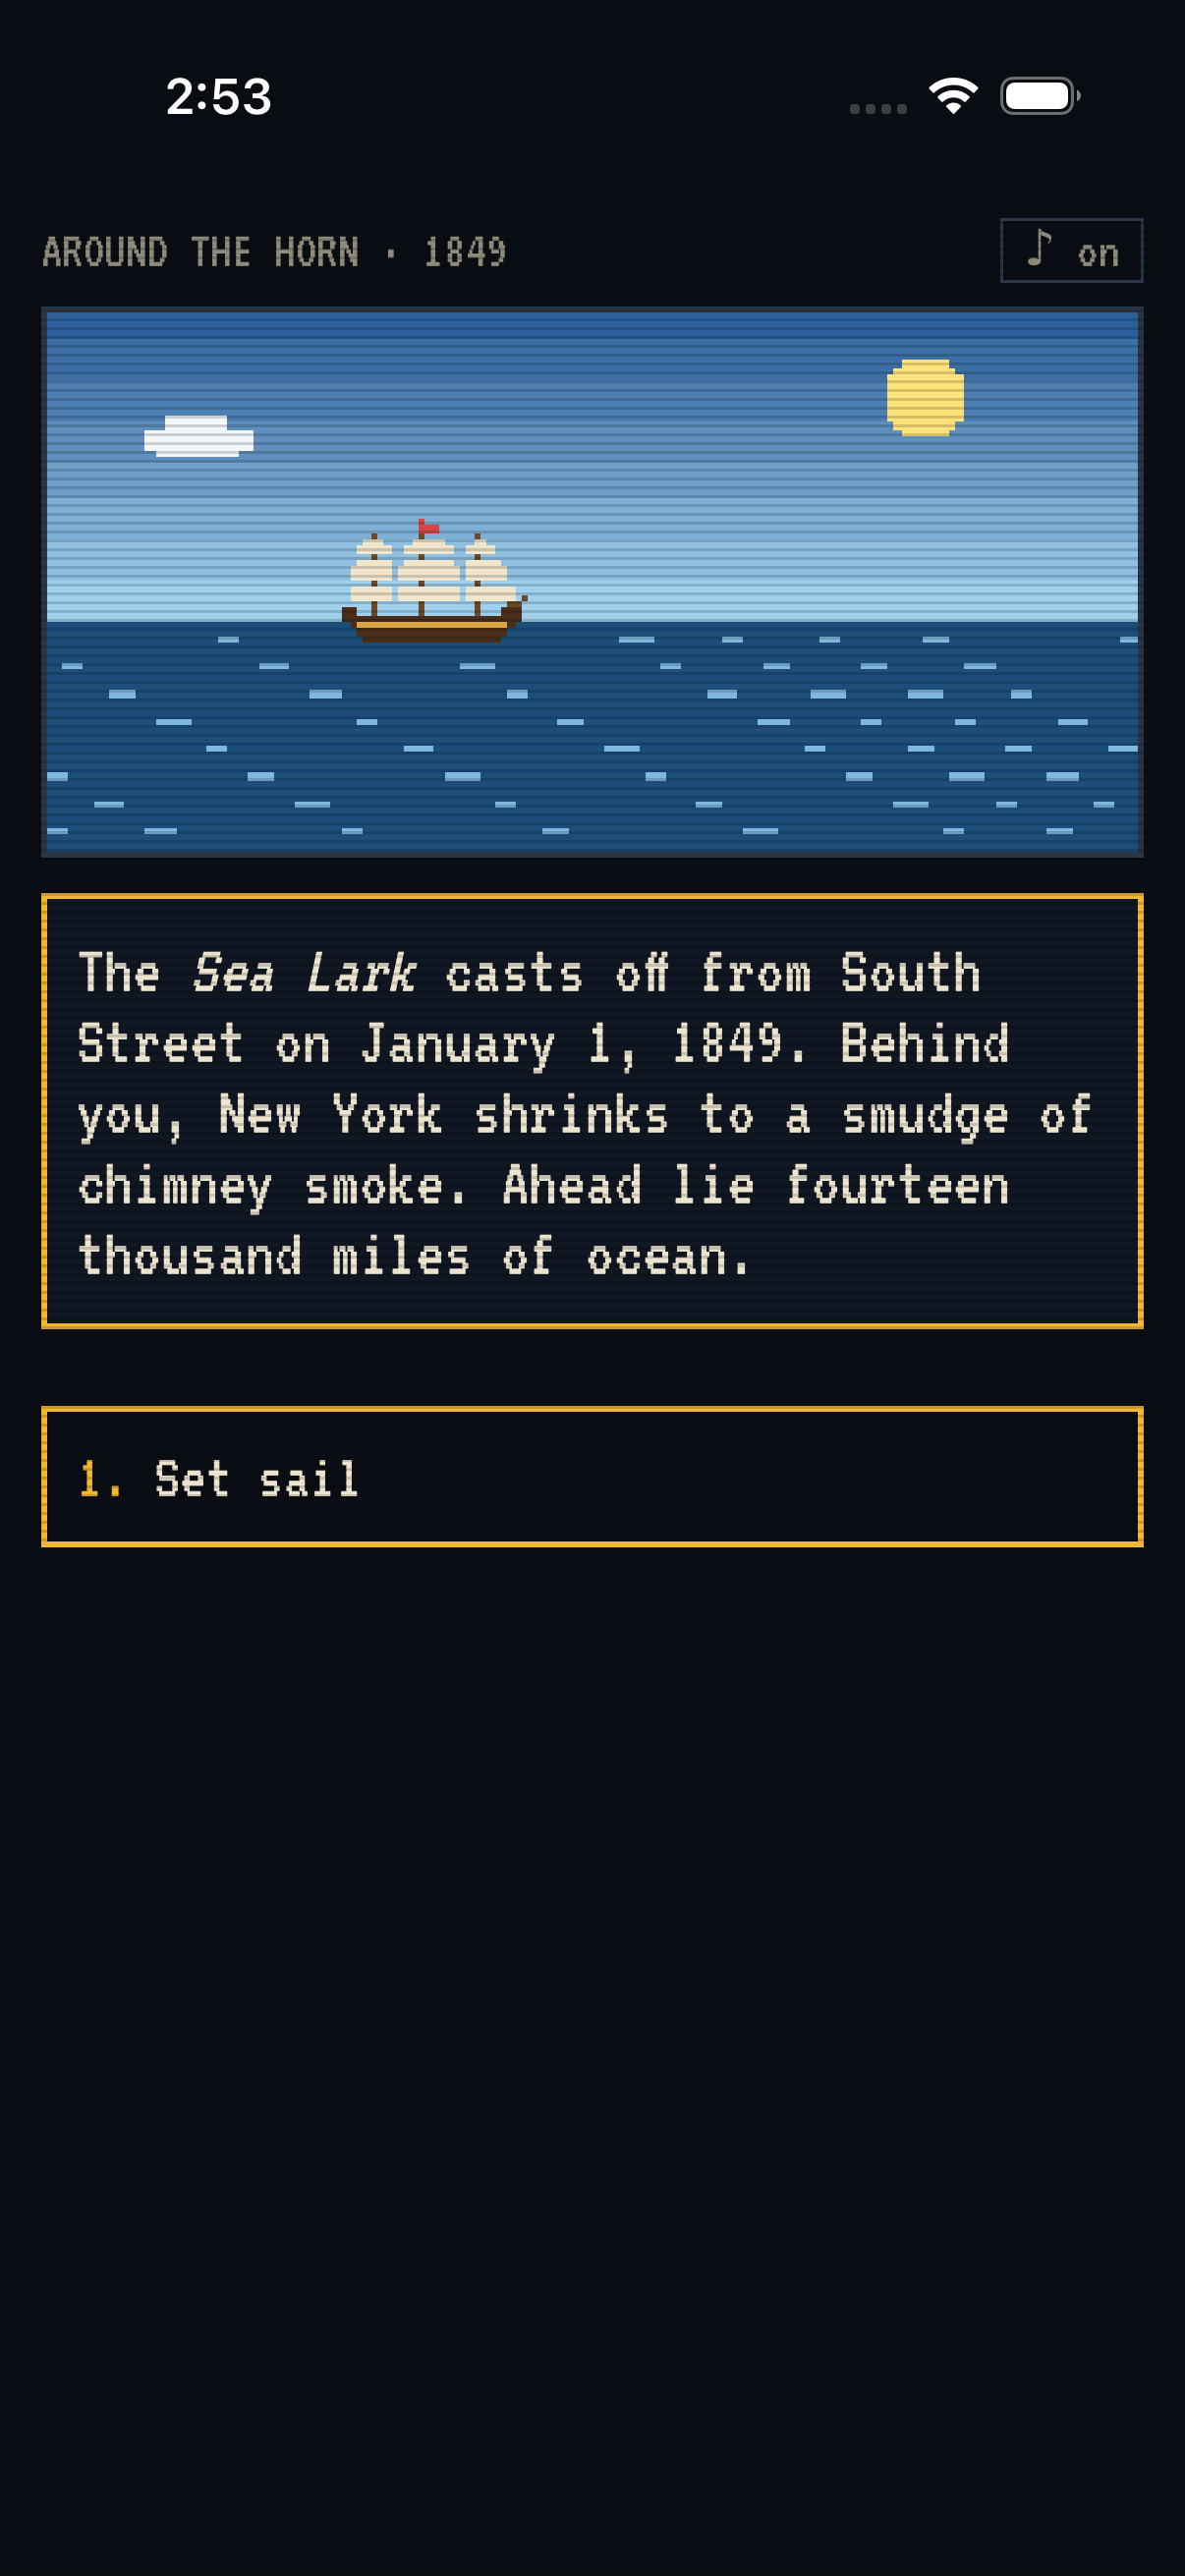 2:53
AROUND THE HORN · 1849
♪ on
The Sea Lark casts off from South
Street on January 1, 1849. Behind
you, New York shrinks to a smudge of
chimney smoke. Ahead lie fourteen
thousand miles of ocean.
1. Set sail